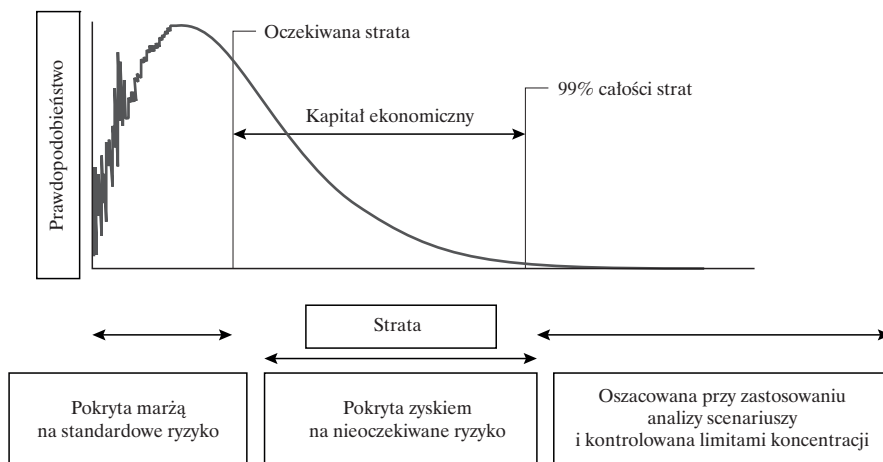 Prawdopodobieństwo
Oczekiwana strata
99% całości strat
Kapitał ekonomiczny
Strata
Pokryta marżą
na standardowe ryzyko
Pokryta zyskiem
na nieoczekiwane ryzyko
Oszacowana przy zastosowaniu
analizy scenariuszy
i kontrolowana limitami koncentracji